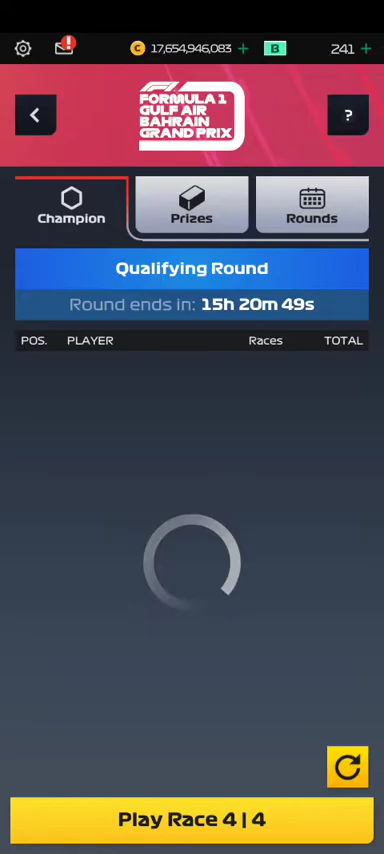 17,654,946,083
B
241
FORMULA 1
GULF AIR
BAHRAIN
GRAND PRIX
?
Champion
Prizes
Rounds
Qualifying Round
Round ends in: 15h 20m 49s
POS. PLAYER Races TOTAL
Play Race 4 | 4